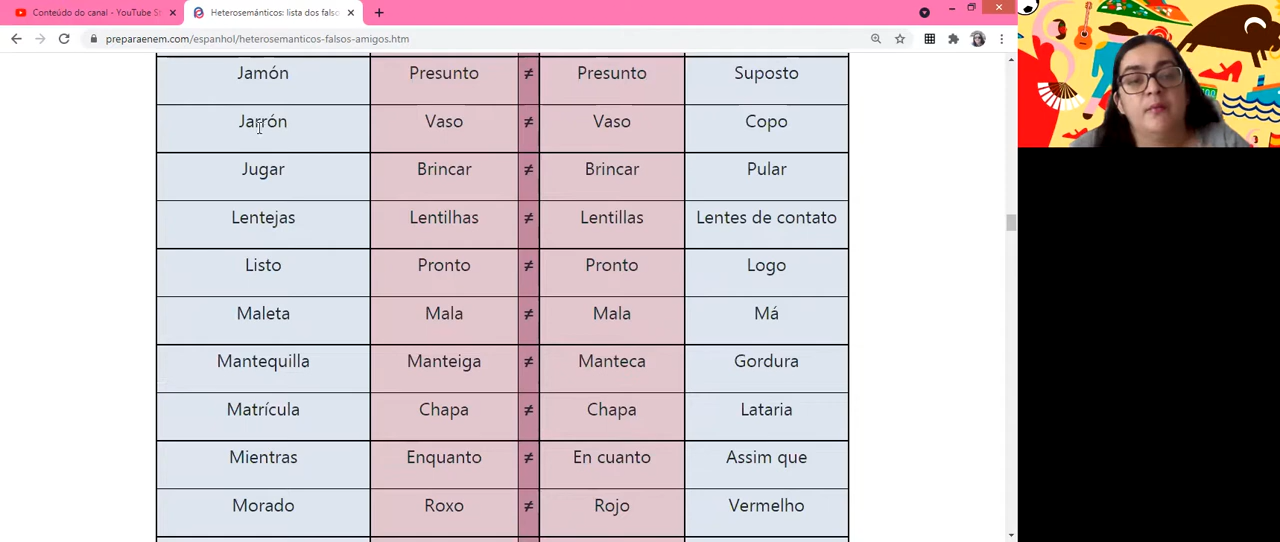 Conteúdo do canal - YouTube St
Heterosemánticos: lista dos falso
preparaenem.com/espanhol/heterosemanticos-falsos-amigos.htm
Jamón Presunto ≠ Presunto Suposto
Jarrón Vaso ≠ Vaso Copo
Jugar Brincar ≠ Brincar Pular
Lentejas Lentilhas ≠ Lentillas Lentes de contato
Listo Pronto ≠ Pronto Logo
Maleta Mala ≠ Mala Má
Mantequilla Manteiga ≠ Manteca Gordura
Matrícula Chapa ≠ Chapa Lataria
Mientras Enquanto ≠ En cuanto Assim que
Morado Roxo ≠ Rojo Vermelho